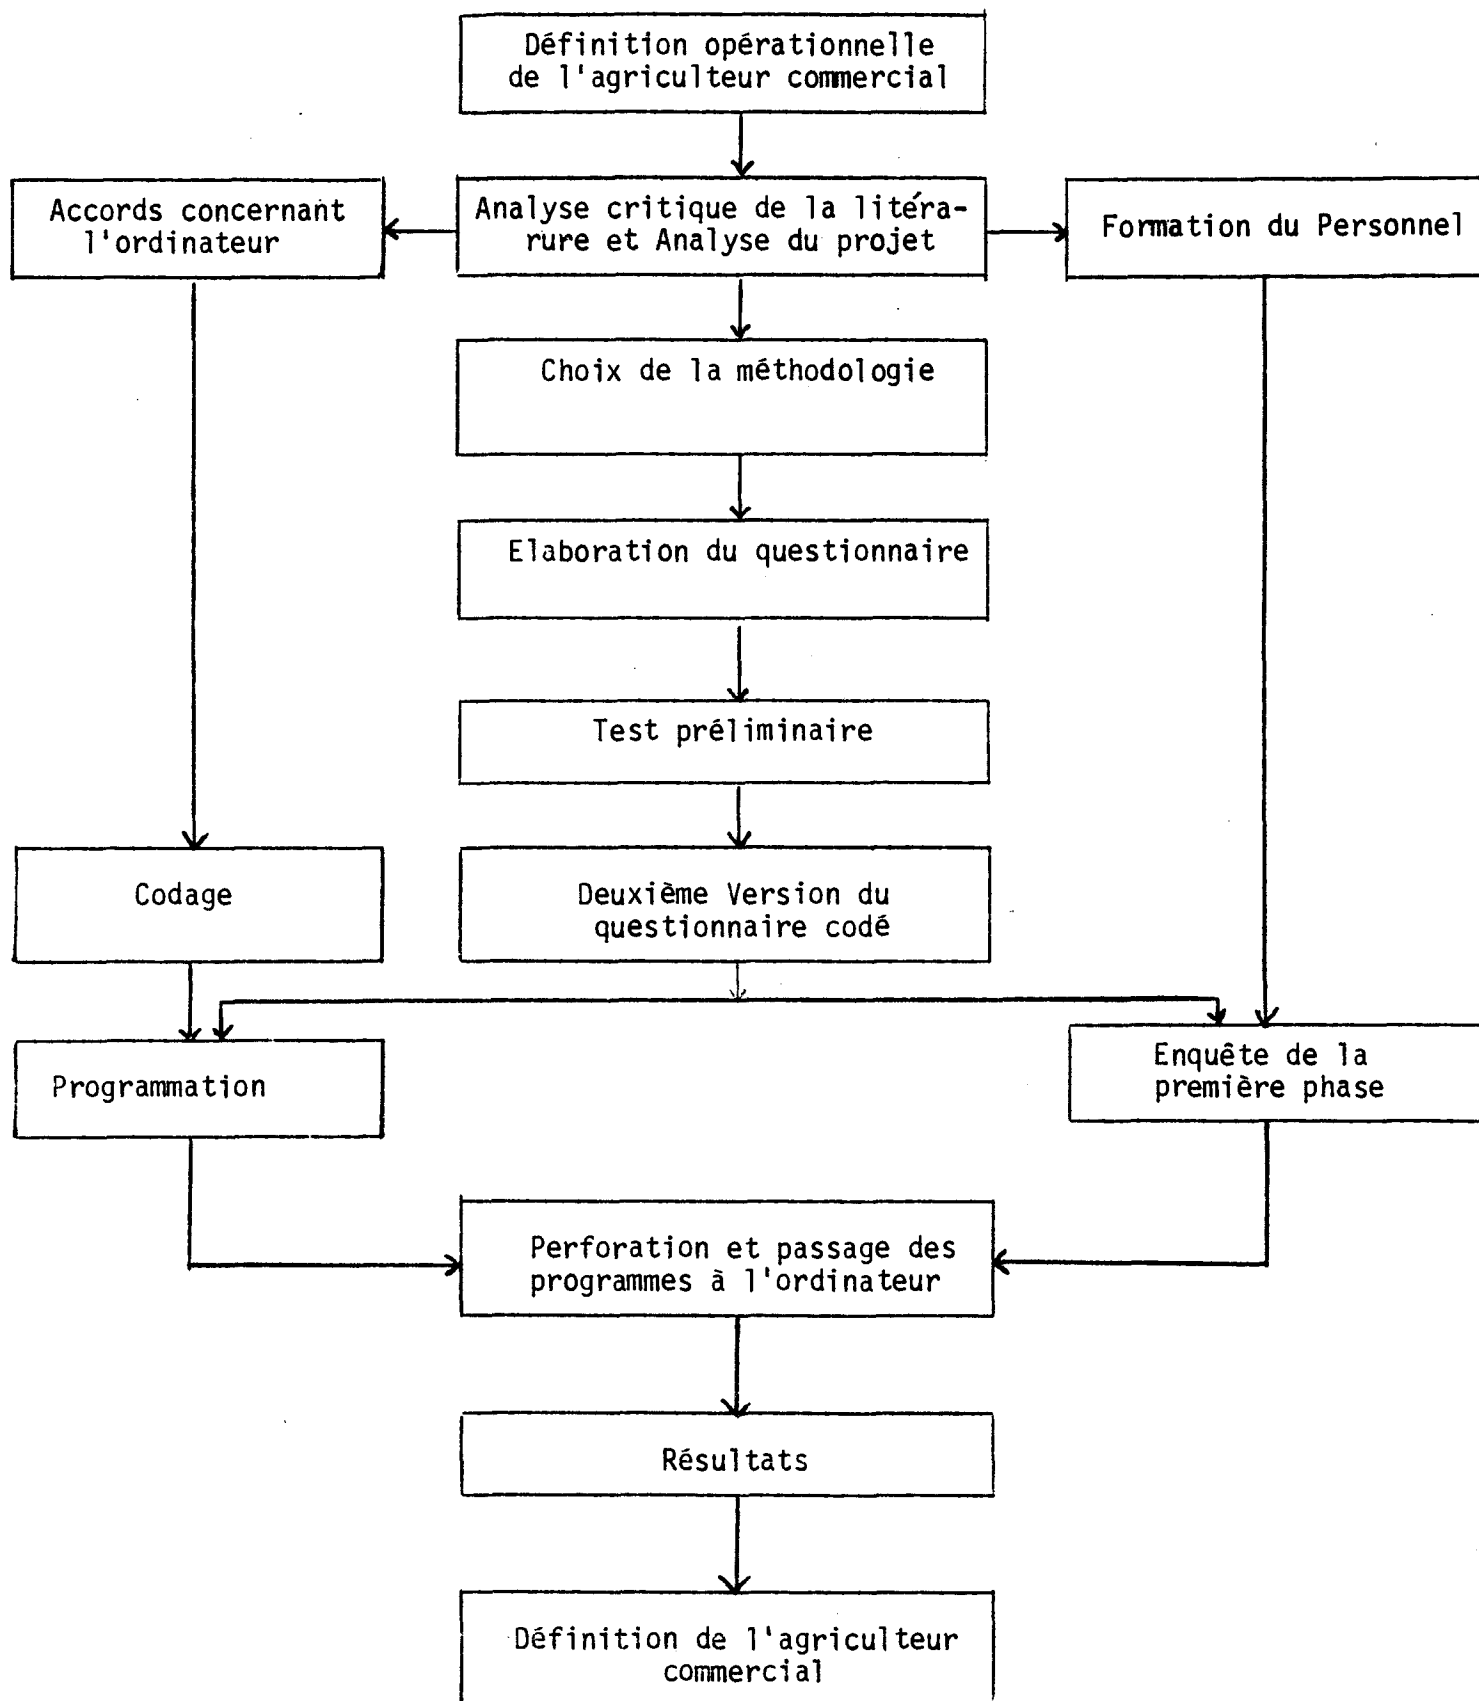 Définition opérationnelle
de l'agriculteur commercial
Accords concernant
l'ordinateur
Analyse critique de la litéra-
rure et Analyse du projet
Formation du Personnel
Choix de la méthodologie
Elaboration du questionnaire
Test préliminaire
Codage
Deuxième Version du
questionnaire codé
Programmation
Enquête de la
première phase
Perforation et passage des
programmes à l'ordinateur
Résultats
Définition de l'agriculteur
commercial